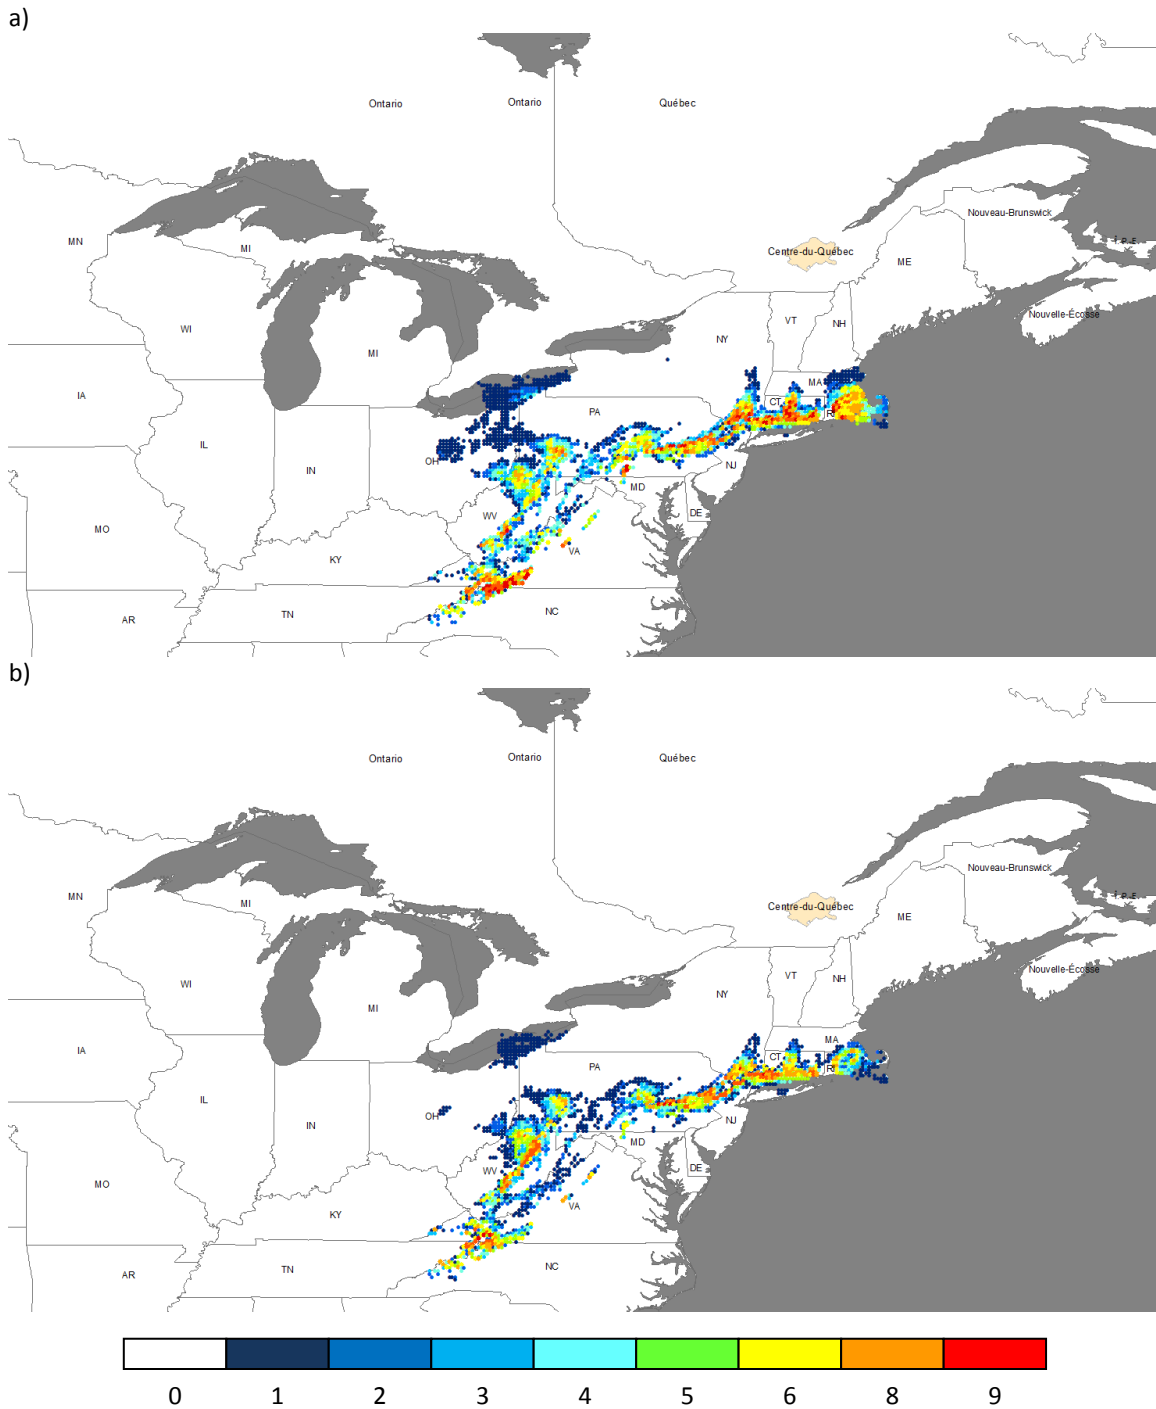 a)
Ontario Ontario Québec
Nouveau-Brunswick
MN MI Centre-du-Québec Î.-P.-É.
ME
Nouvelle-Écosse
WI VT NH
MI NY
IA MA
PA CT
RI
IL OH
IN NJ
MD
WV DE
MO
KY VA
AR TN NC
b)
Ontario Ontario Québec
Nouveau-Brunswick
MN MI Centre-du-Québec Î.-P.-É.
ME
Nouvelle-Écosse
WI VT NH
MI NY
IA MA
PA CT
RI
IL OH
IN NJ
MD
WV DE
MO
KY VA
AR TN NC
0 1 2 3 4 5 6 8 9